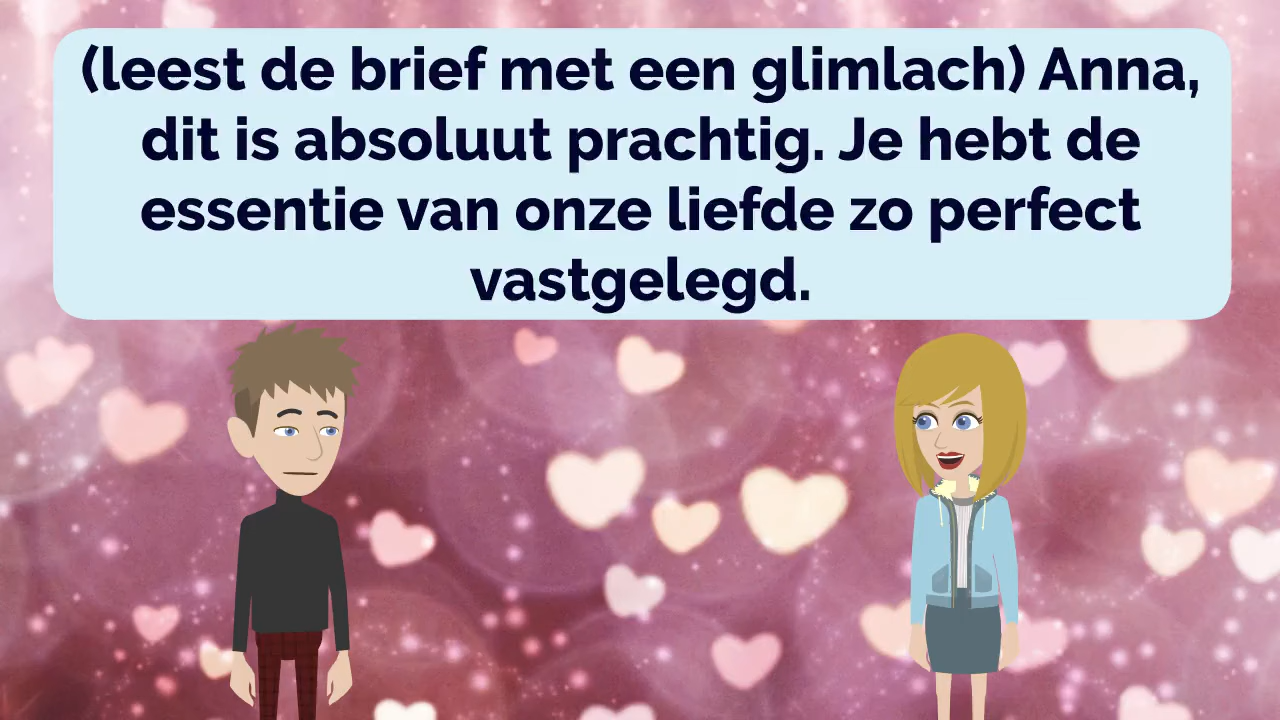 (leest de brief met een glimlach) Anna,
dit is absoluut prachtig. Je hebt de
essentie van onze liefde zo perfect
vastgelegd.